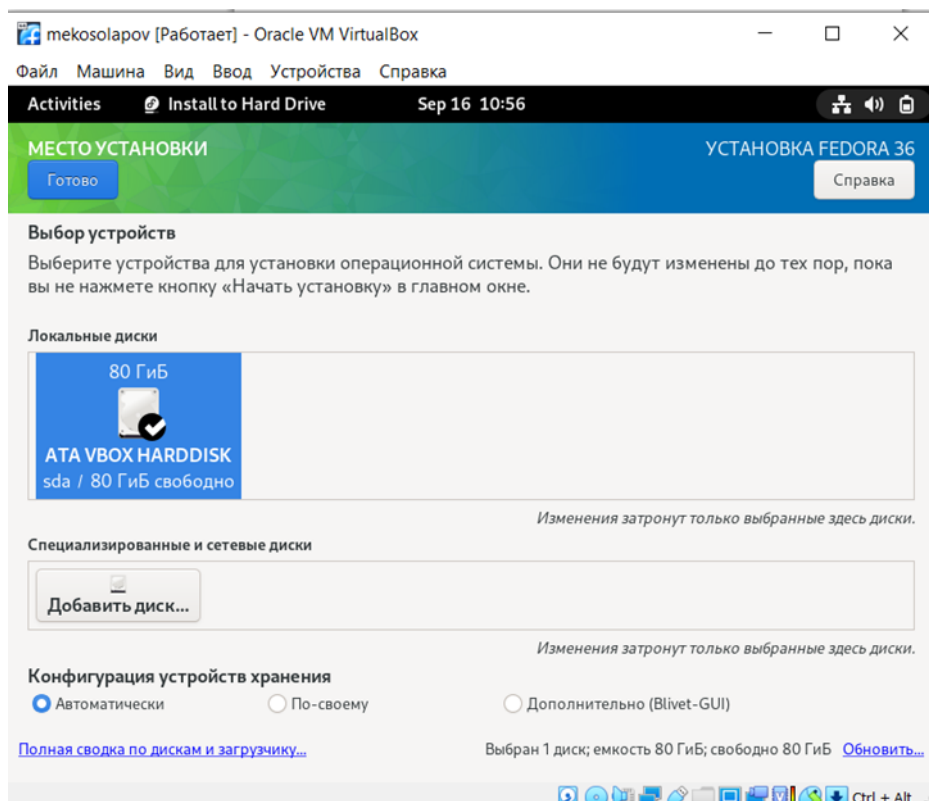 mekosolapov [Работает] - Oracle VM VirtualBox
Файл Машина Вид Ввод Устройства Справка
Activities Install to Hard Drive Sep 16 10:56
МЕСТО УСТАНОВКИ УСТАНОВКА FEDORA 36
Готово Справка
Выбор устройств
Выберите устройства для установки операционной системы. Они не будут изменены до тех пор, пока
вы не нажмете кнопку «Начать установку» в главном окне.
Локальные диски
80 ГиБ
ATA VBOX HARDDISK
sda / 80 ГиБ свободно
Изменения затронут только выбранные здесь диски.
Специализированные и сетевые диски
Добавить диск...
Изменения затронут только выбранные здесь диски.
Конфигурация устройств хранения
Автоматически По-своему Дополнительно (Blivet-GUI)
Полная сводка по дискам и загрузчику... Выбран 1 диск; емкость 80 ГиБ; свободно 80 ГиБ Обновить...
Ctrl + Alt